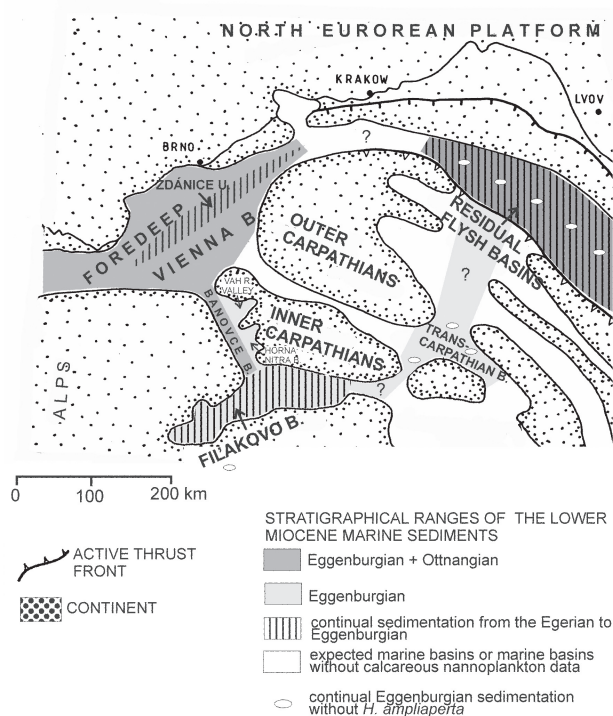 NORTH EUROREAN PLATFORM
KRAKOW
LVOV
BRNO
?
ŽDÁNICE U.
FOREDEEP
VIENNA B.
OUTER
CARPATHIANS
RESIDUAL
FLYSH BASINS
?
VAH R.
VALLEY
BÁNOVCE B.
INNER
CARPATHIANS
HORNÁ
NITRA B.
TRANS-
CARPATHIAN B.
?
ALPS
FIĽAKOVO B.
0 100 200 km
ACTIVE THRUST
FRONT
CONTINENT
STRATIGRAPHICAL RANGES OF THE LOWER
MIOCENE MARINE SEDIMENTS
Eggenburgian + Ottnangian
Eggenburgian
continual sedimentation from the Egerian to
Eggenburgian
expected marine basins or marine basins
without calcareous nannoplankton data
continual Eggenburgian sedimentation
without H. ampliaperta